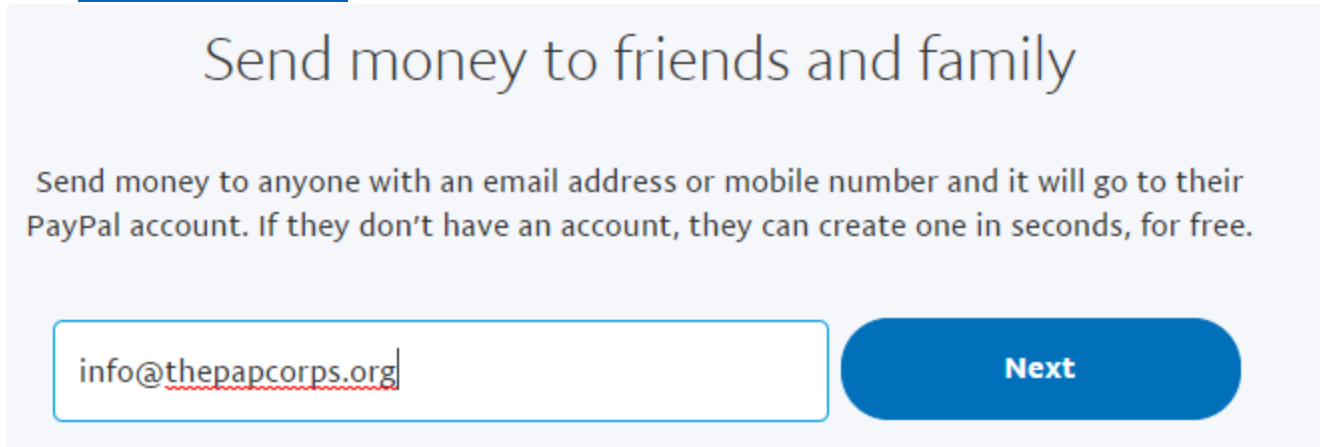 Send money to friends and family
Send money to anyone with an email address or mobile number and it will go to their
PayPal account. If they don't have an account, they can create one in seconds, for free.
info@thepapcorps.org
Next